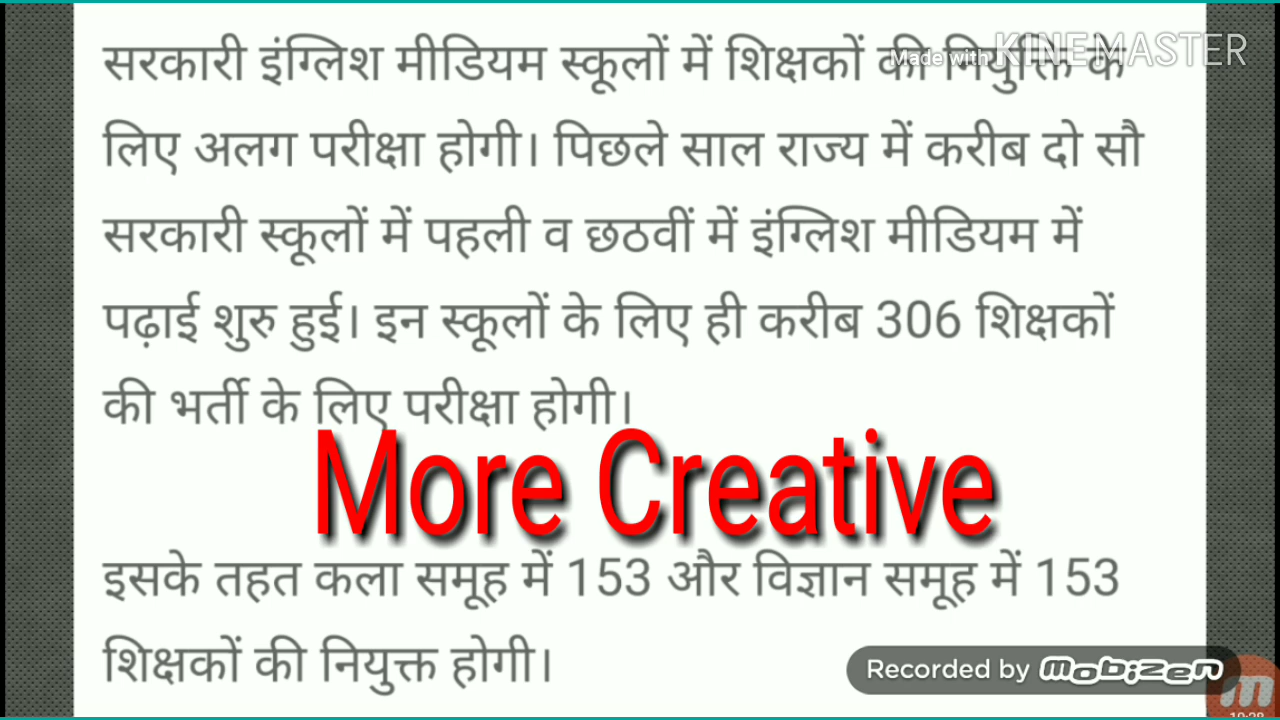 सरकारी इंग्लिश मीडियम स्कूलों में शिक्षकों की नियुक्ति के
Made with KINEMASTER
लिए अलग परीक्षा होगी। पिछले साल राज्य में करीब दो सौ
सरकारी स्कूलों में पहली व छठवीं में इंग्लिश मीडियम में
पढ़ाई शुरु हुई। इन स्कूलों के लिए ही करीब 306 शिक्षकों
की भर्ती के लिए परीक्षा होगी।
More Creative
इसके तहत कला समूह में 153 और विज्ञान समूह में 153
शिक्षकों की नियुक्त होगी।
Recorded by mobizen